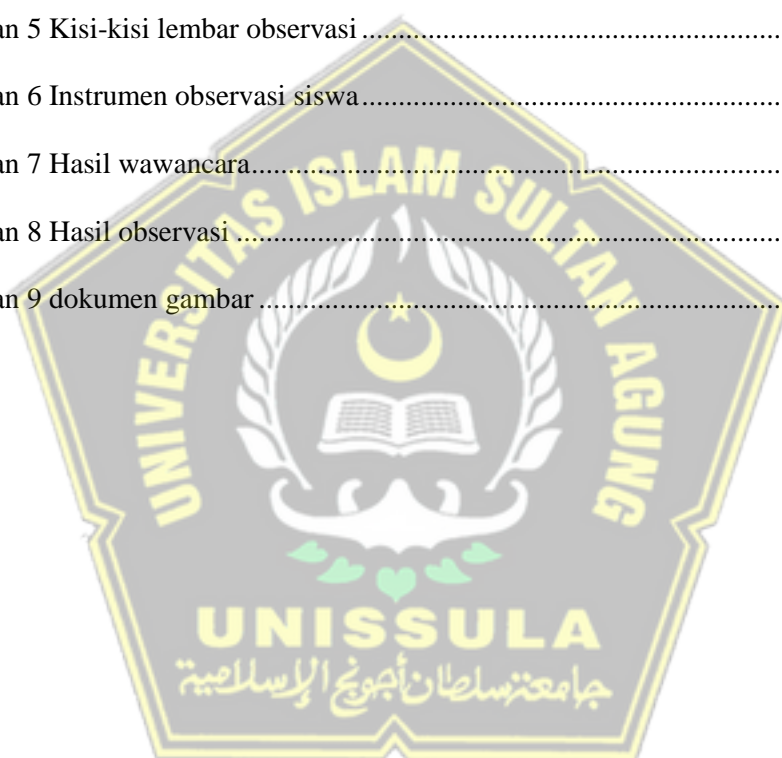 an 5 Kisi-kisi lembar observasi
an 6 Instrumen observasi siswa
an 7 Hasil wawancara
an 8 Hasil observasi
an 9 dokumen gambar
UNIVERSITAS ISLAM SULTAN AGUNG
UNISSULA
جامعة سلطان أجونج الإسلامية